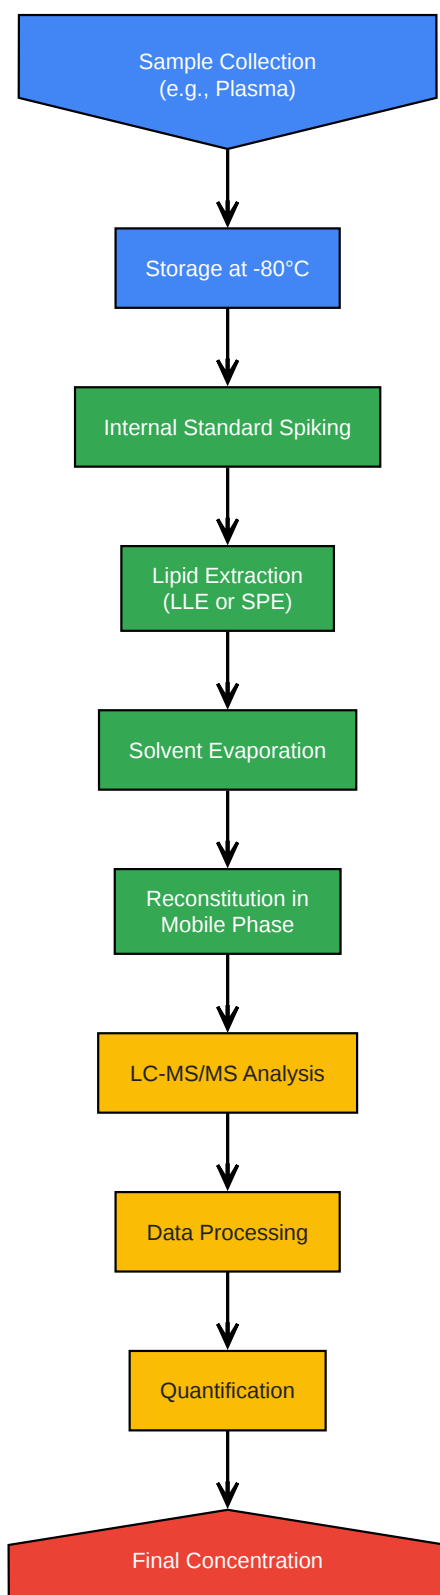 Sample Collection
(e.g., Plasma)
Storage at -80°C
Internal Standard Spiking
Lipid Extraction
(LLE or SPE)
Solvent Evaporation
Reconstitution in
Mobile Phase
LC-MS/MS Analysis
Data Processing
Quantification
Final Concentration